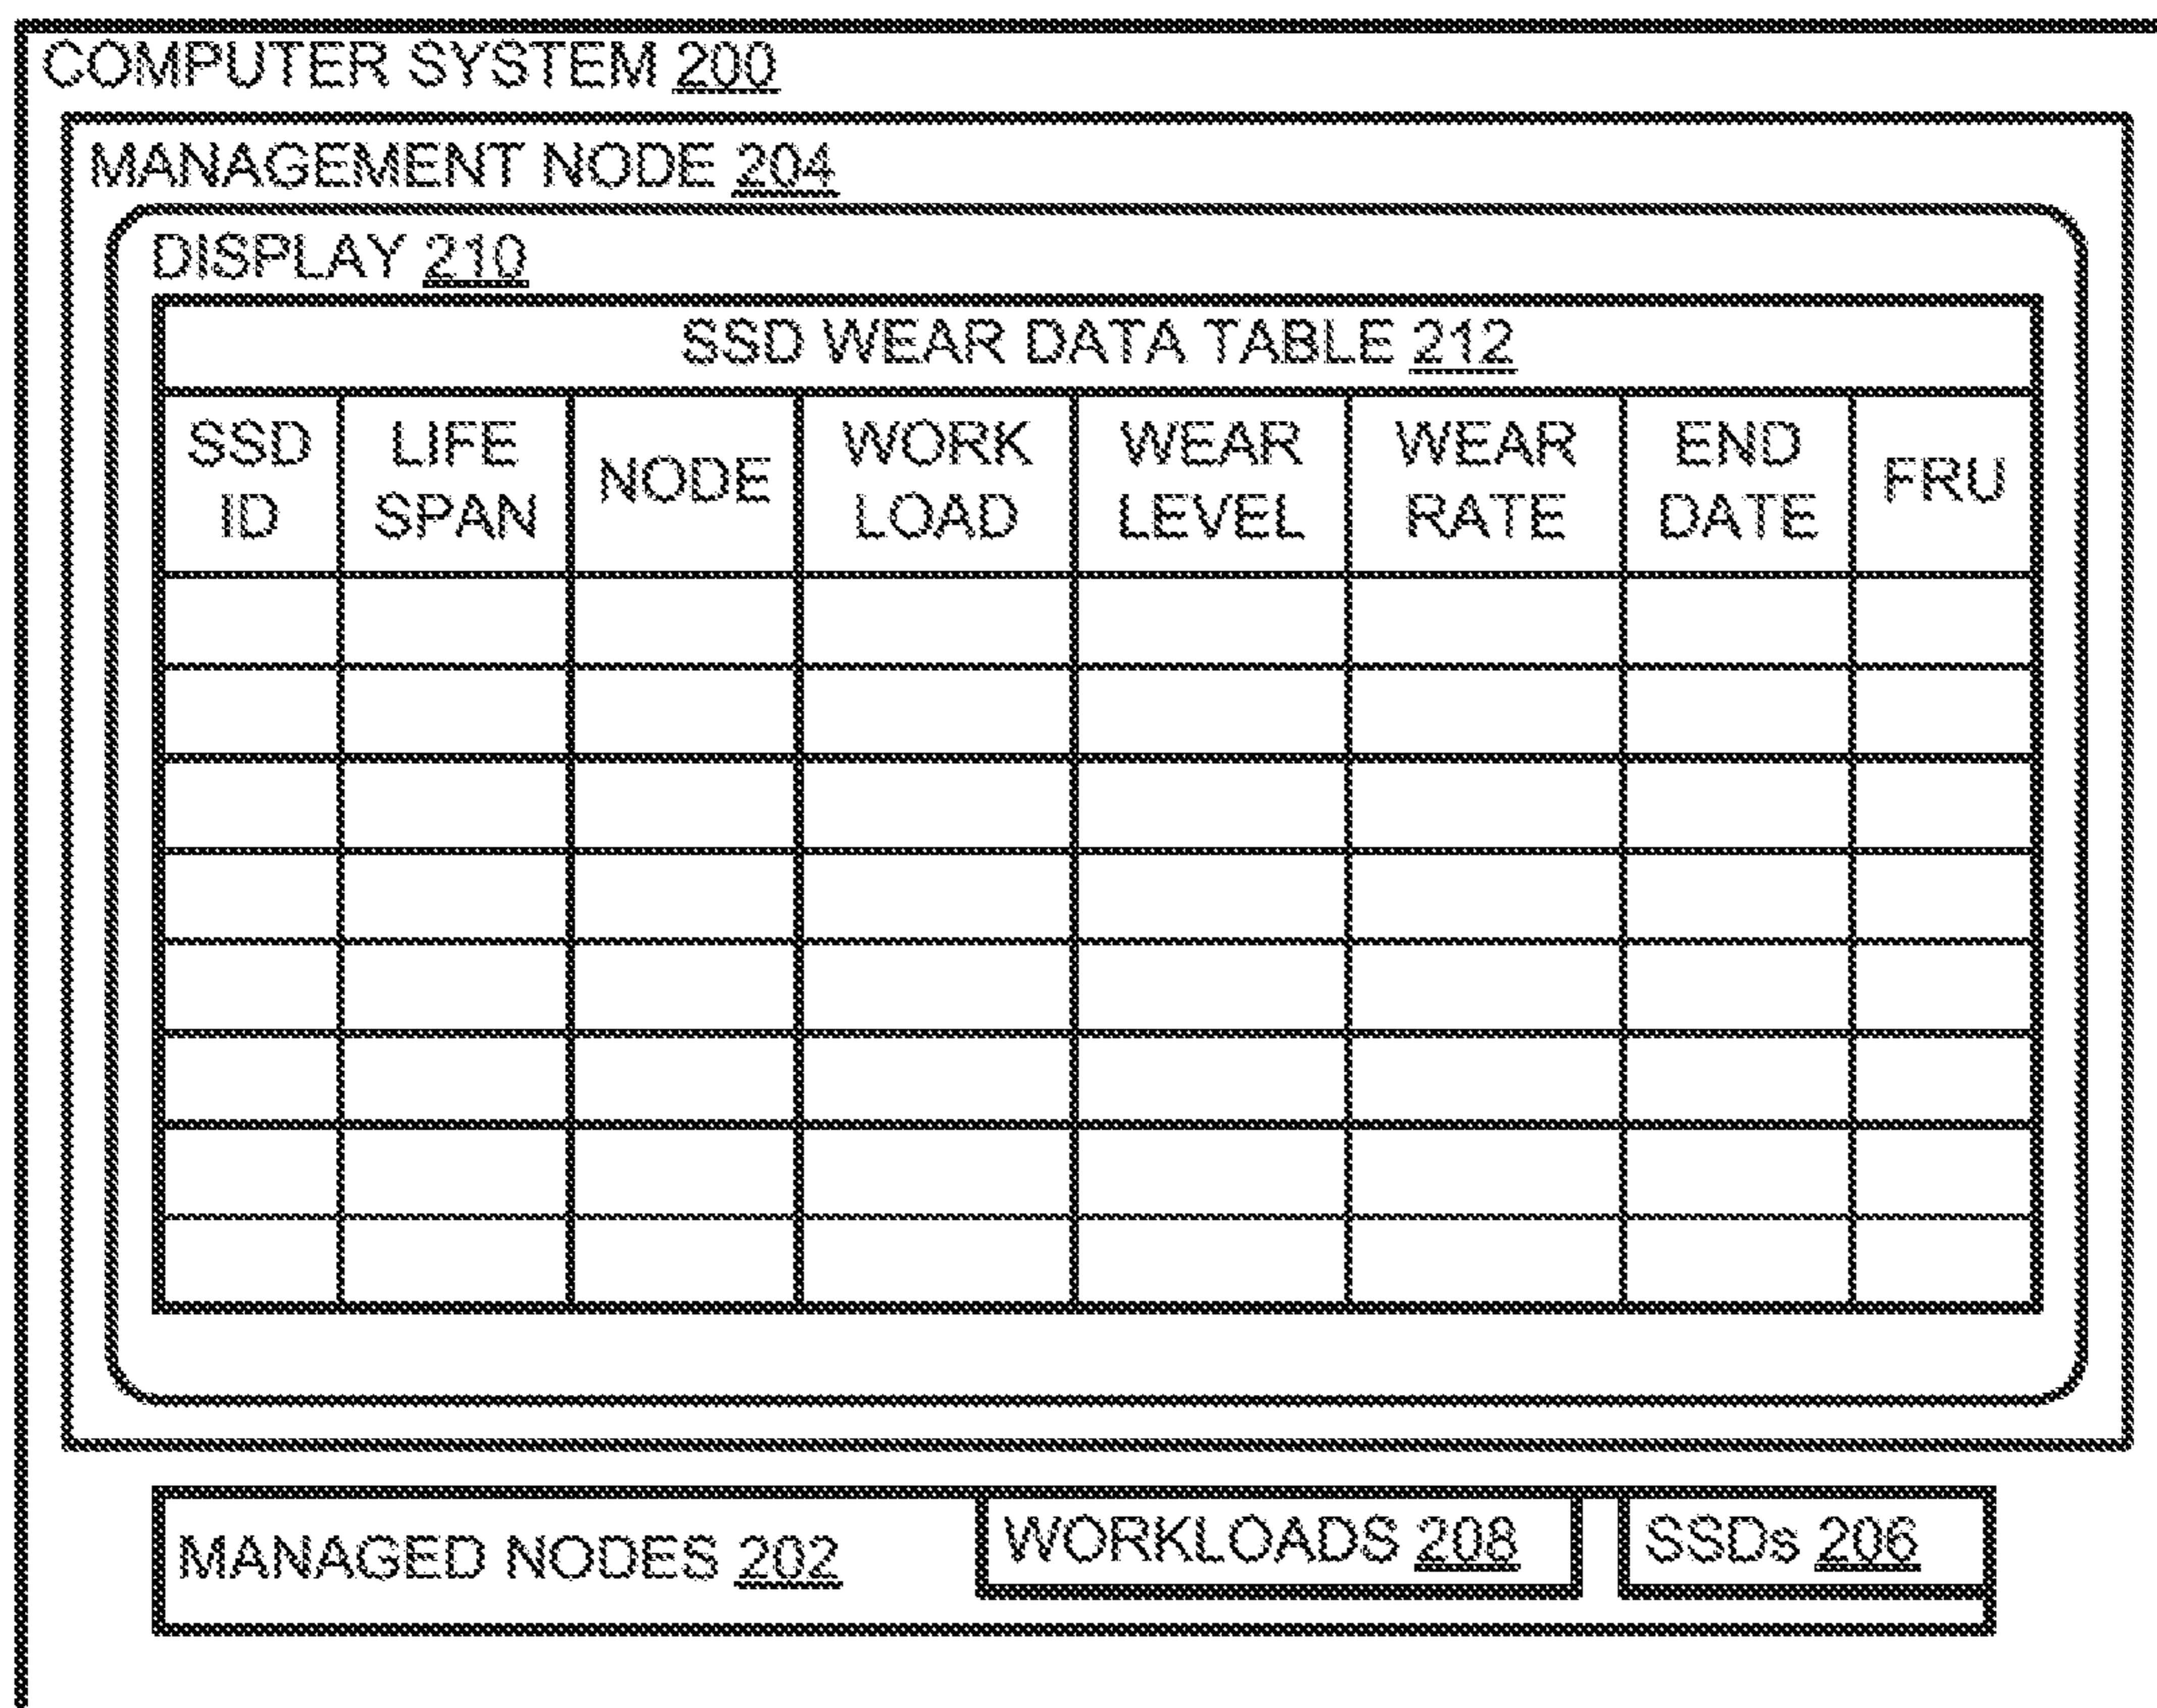 COMPUTER SYSTEM 200
MANAGEMENT NODE 204
DISPLAY 210
SSD WEAR DATA TABLE 212
SSD ID
LIFE SPAN
NODE
WORK LOAD
WEAR LEVEL
WEAR RATE
END DATE
FRU
MANAGED NODES 202
WORKLOADS 208
SSDs 206